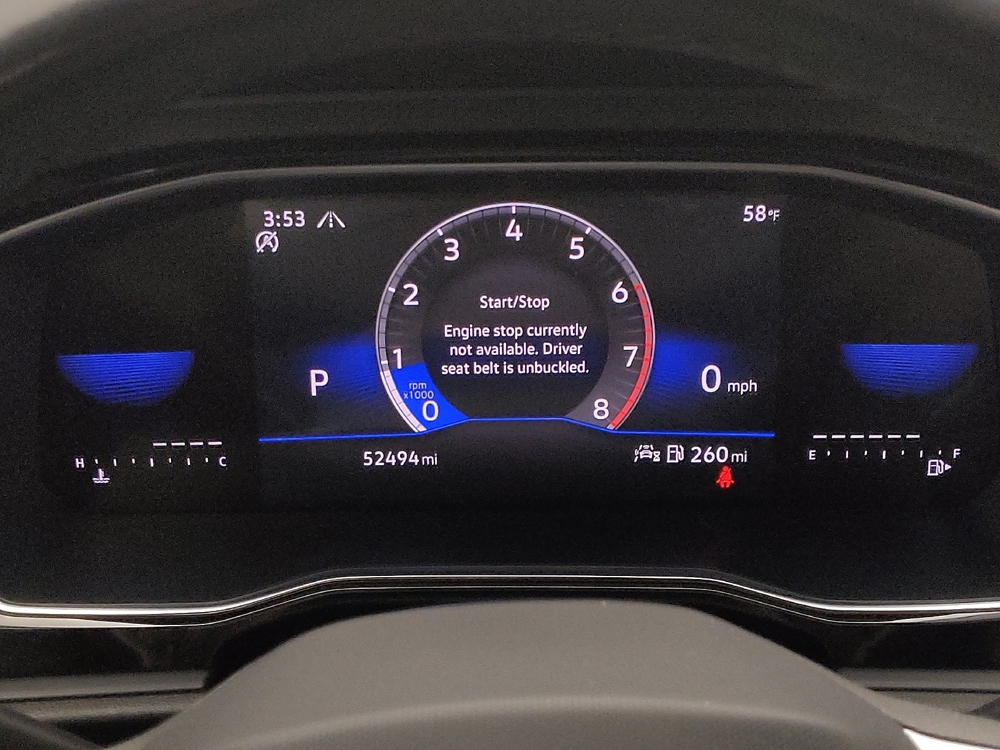 3:53
58°F
4
3 5
2 6
Start/Stop
Engine stop currently
not available. Driver
seat belt is unbuckled.
1 7
P
rpm
x1000
0 8
0 mph
52494 mi
260 mi
H C
E F